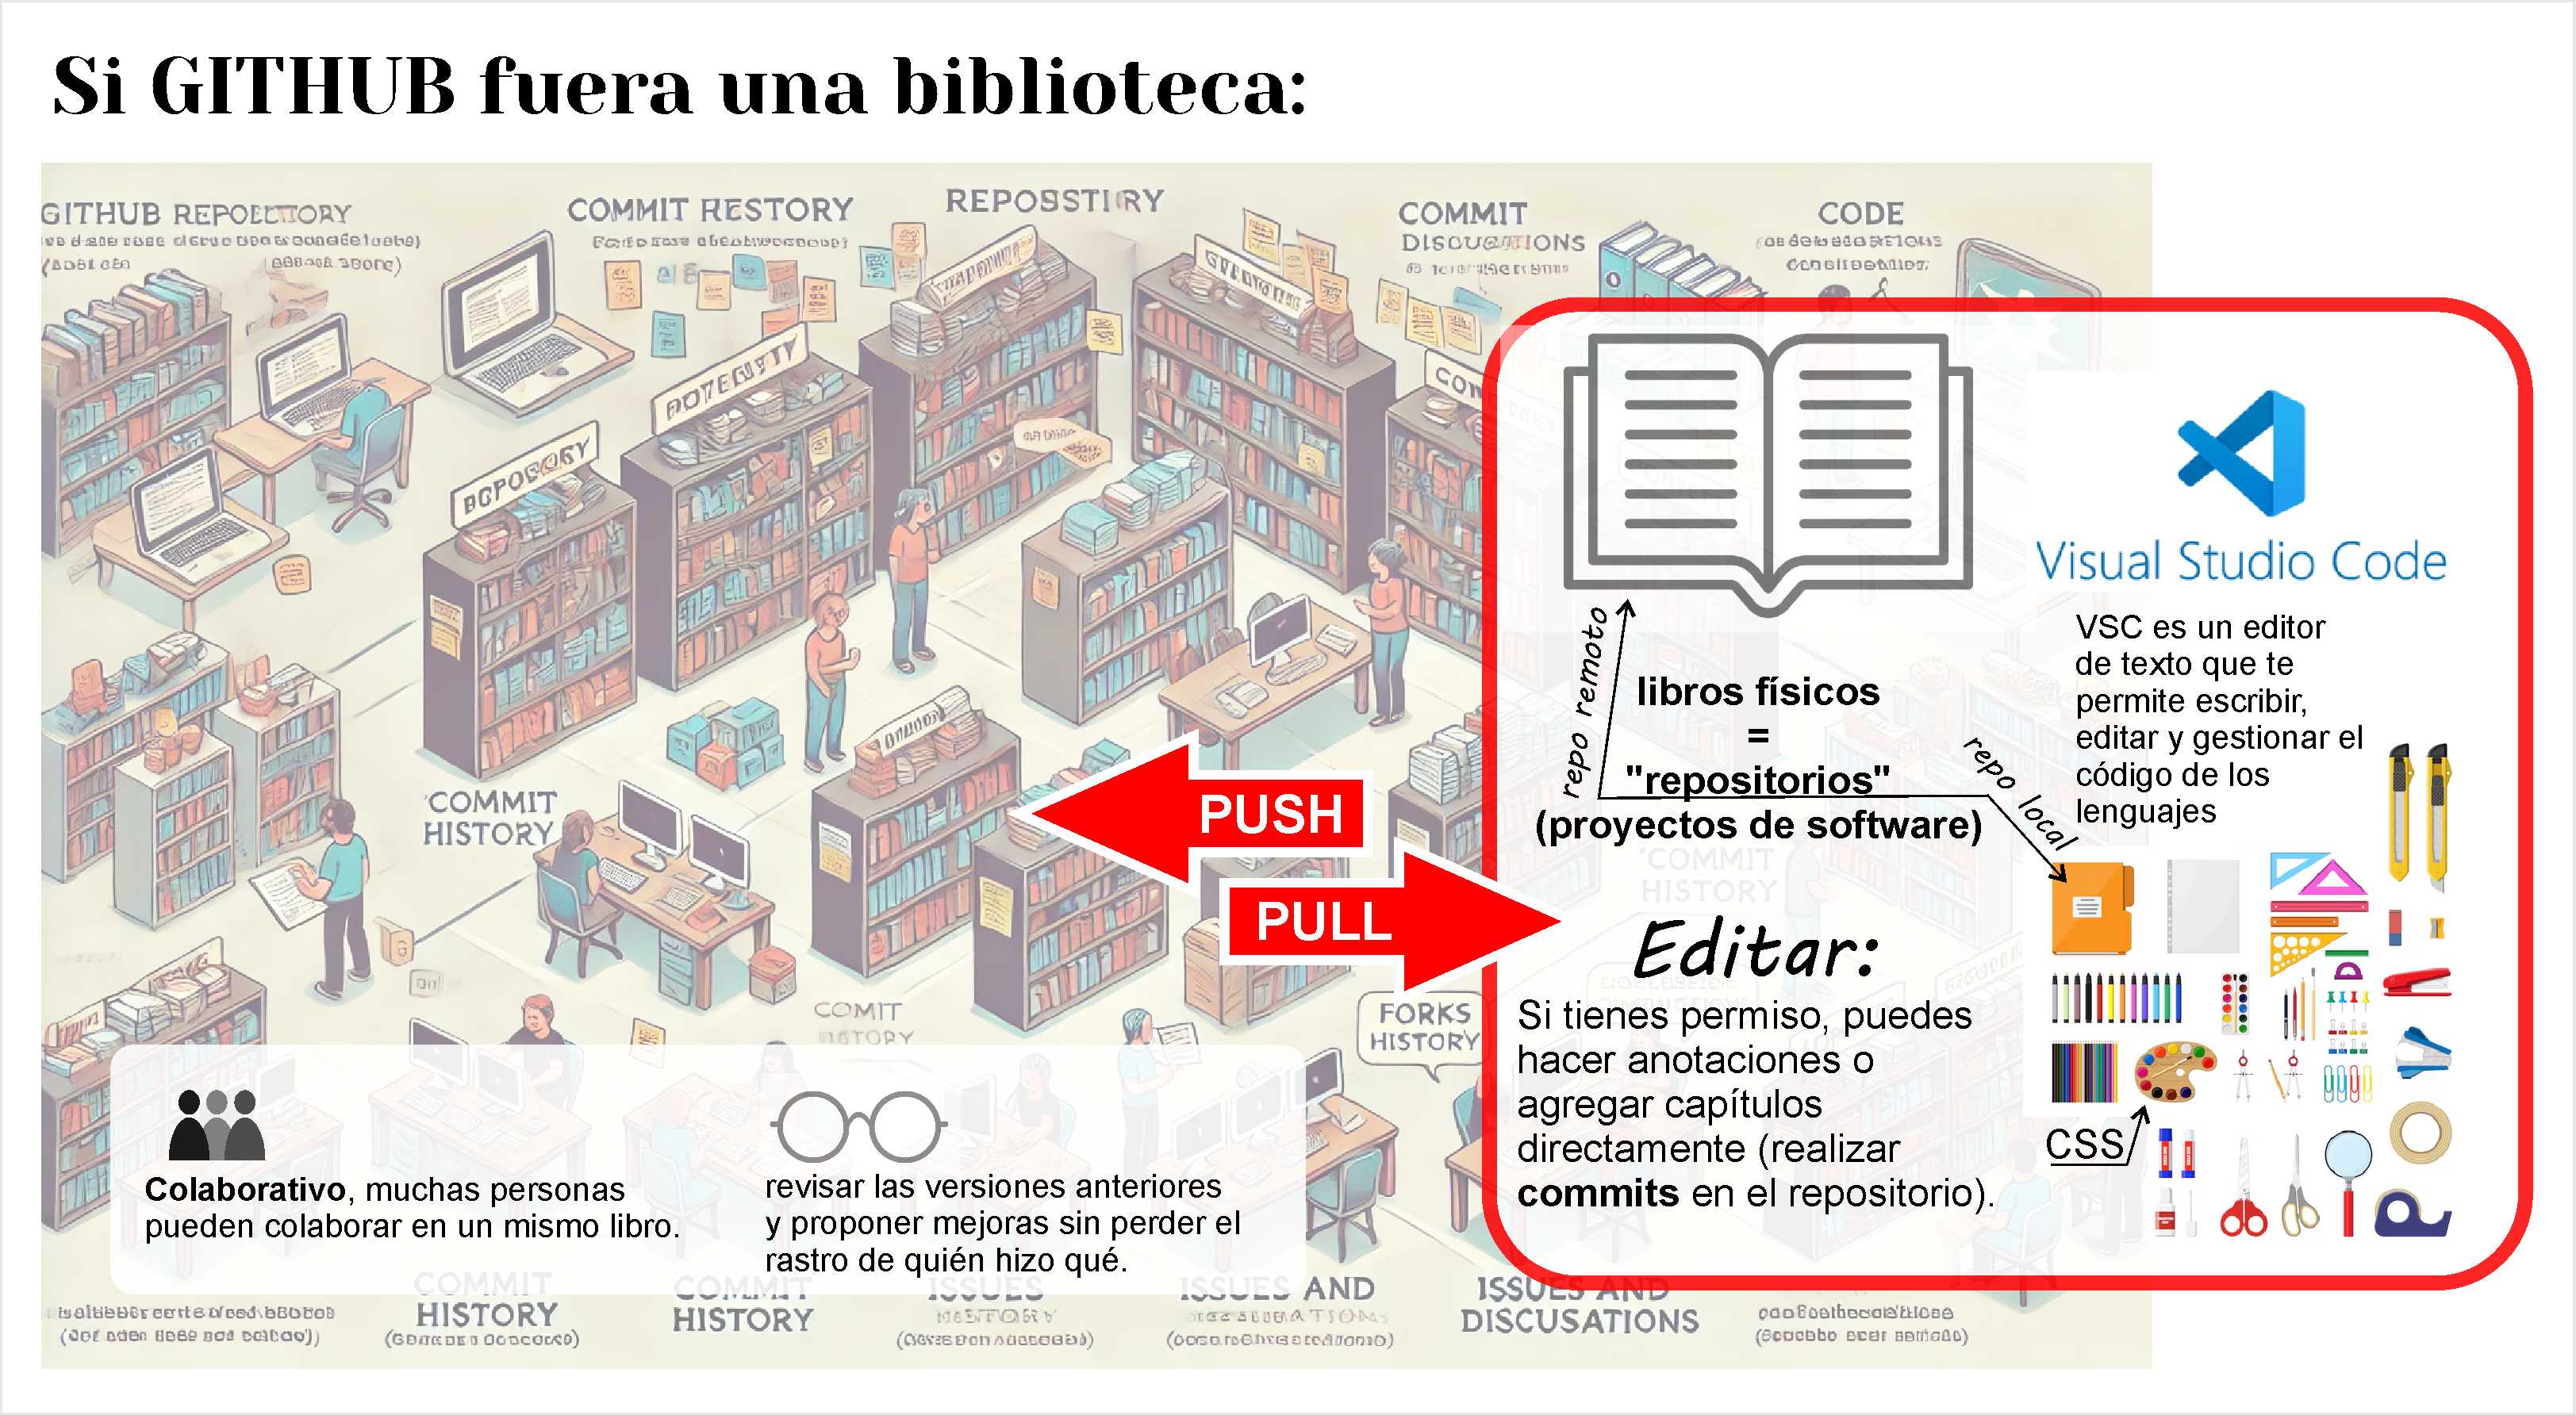 Si GITHUB fuera una biblioteca:
GITHUB
COMMIT RESTORY
REPOSSTIRY
COMMIT
CODE
BOPOGORY
COMMIT
HISTORY
PUSH
PULL
COMIT
FORKS
HISTORY
libros físicos
=
"repositorios"
(proyectos de software)
repo remoto
repo local
COMMIT
HISTORY
Editar:
Si tienes permiso, puedes
hacer anotaciones o
agregar capítulos
directamente (realizar
commits en el repositorio).
Visual Studio Code
VSC es un editor
de texto que te
permite escribir,
editar y gestionar el
código de los
lenguajes
CSS
Colaborativo, muchas personas
pueden colaborar en un mismo libro.
revisar las versiones anteriores
y proponer mejoras sin perder el
rastro de quién hizo qué.
COMMIT
HISTORY
COMMIT
HISTORY
ISSUES
ISSUES AND
ISSUES AND
DISCUSATIONS